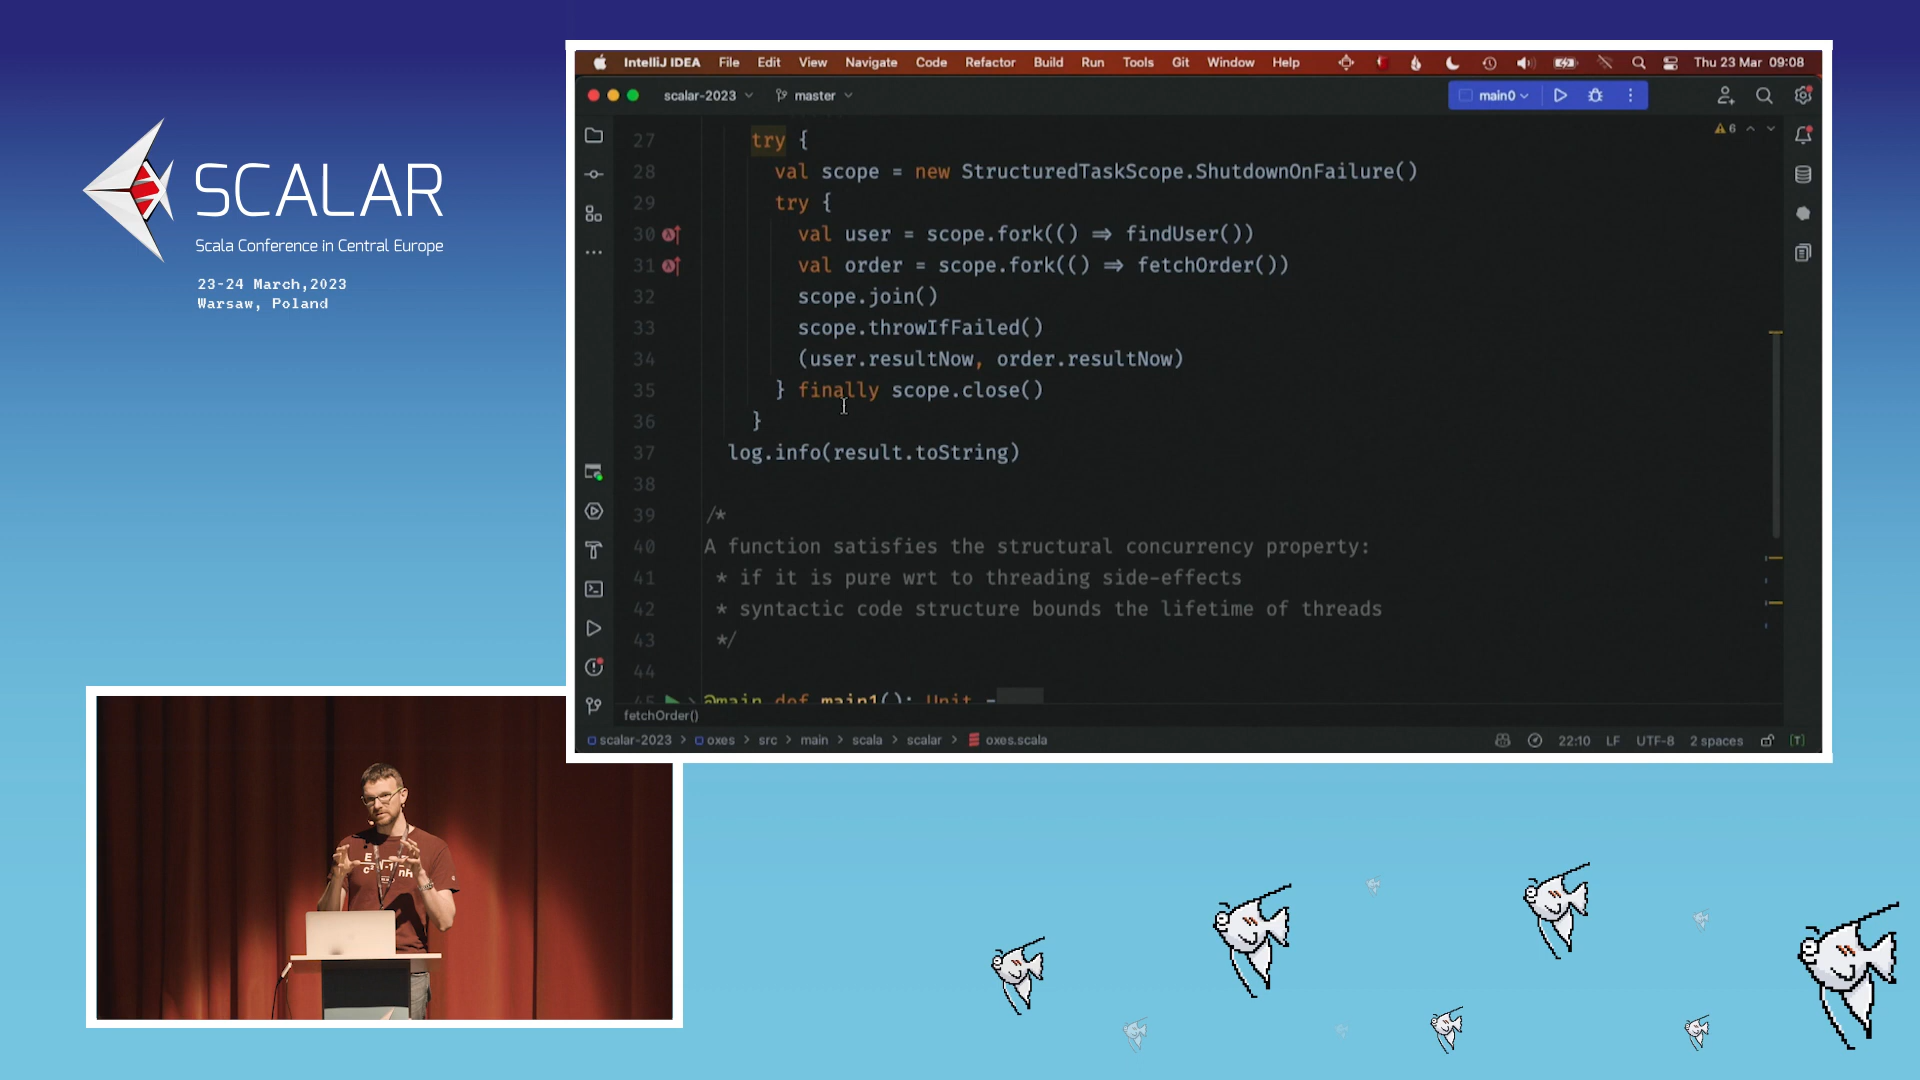 SCALAR
Scala Conference in Central Europe
23-24 March,2023
Warsaw, Poland
IntelliJ IDEA File Edit View Navigate Code Refactor Build Run Tools Git Window Help Thu 23 Mar 09:08
scalar-2023 master main0
6
27 try {
28 val scope = new StructuredTaskScope.ShutdownOnFailure()
29 try {
30 val user = scope.fork(() ⇒ findUser())
31 val order = scope.fork(() ⇒ fetchOrder())
32 scope.join()
33 scope.throwIfFailed()
34 (user.resultNow, order.resultNow)
35 } finally scope.close()
36 }
37 log.info(result.toString)
38
39 /*
40 A function satisfies the structural concurrency property:
41 * if it is pure wrt to threading side-effects
42 * syntactic code structure bounds the lifetime of threads
43 */
44
45 @main def main1(): Unit =
fetchOrder()
scalar-2023 > oxes > src > main > scala > scalar > oxes.scala 22:10 LF UTF-8 2 spaces [T]